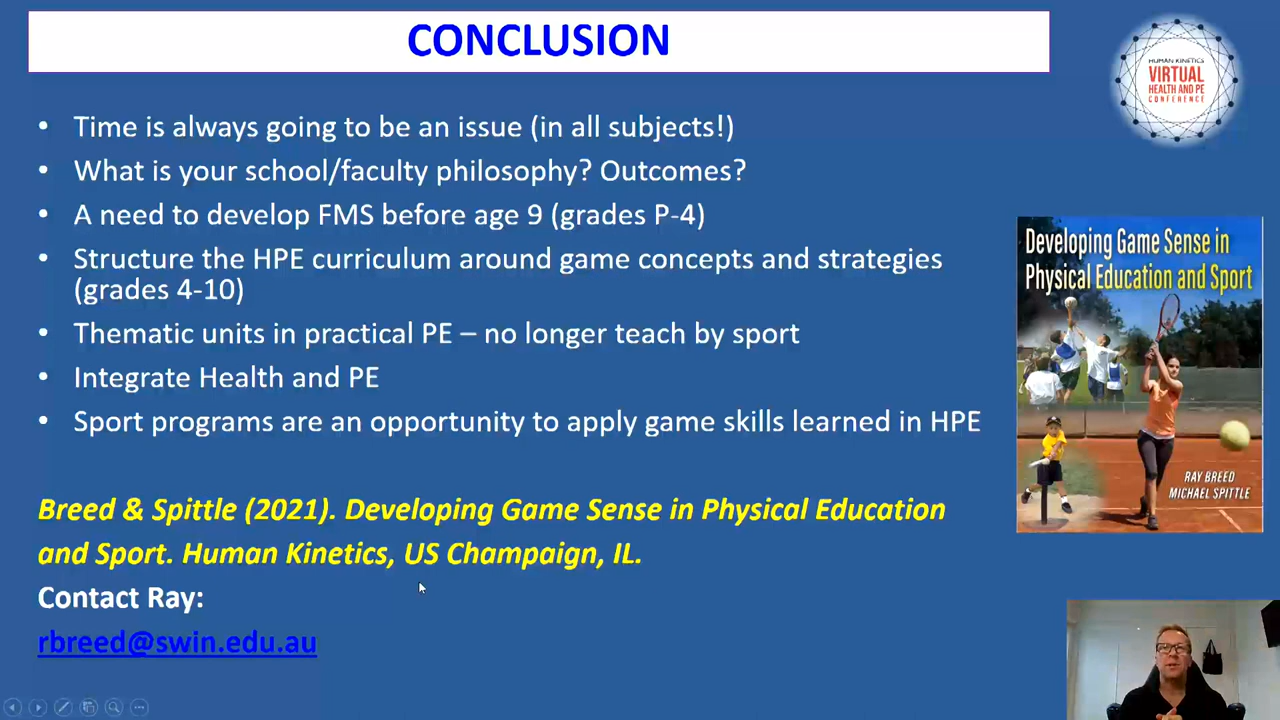 CONCLUSION
HUMAN KINETICS
VIRTUAL
HEALTH AND PE
CONFERENCE
• Time is always going to be an issue (in all subjects!)
• What is your school/faculty philosophy? Outcomes?
• A need to develop FMS before age 9 (grades P-4)
• Structure the HPE curriculum around game concepts and strategies
(grades 4-10)
• Thematic units in practical PE – no longer teach by sport
• Integrate Health and PE
• Sport programs are an opportunity to apply game skills learned in HPE
Developing Game Sense in
Physical Education and Sport
RAY BREED
MICHAEL SPITTLE
Breed & Spittle (2021). Developing Game Sense in Physical Education
and Sport. Human Kinetics, US Champaign, IL.
Contact Ray:
rbreed@swin.edu.au